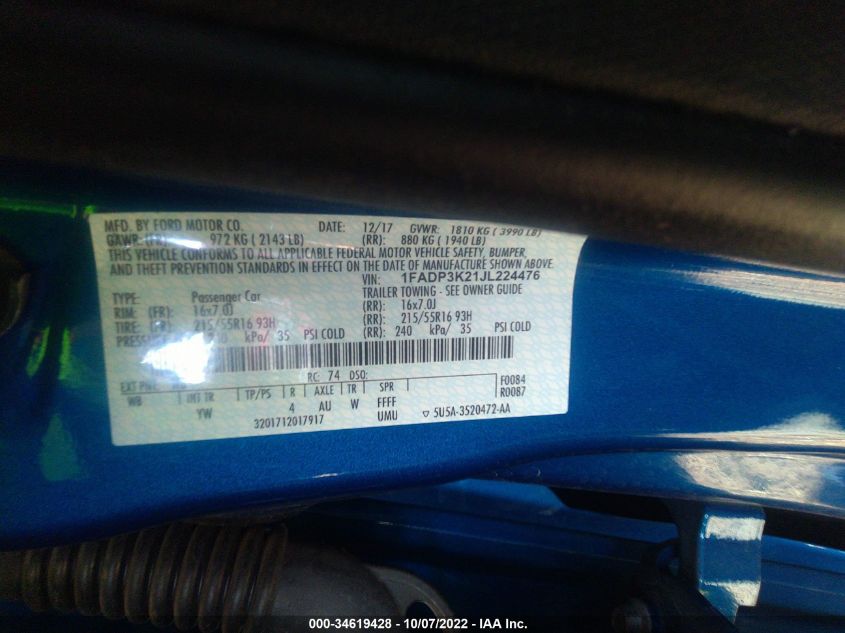 MFD. BY FORD MOTOR CO. DATE: 12/17 GVWR: 1810 KG ( 3990 LB)
GAWR: (FR) 972 KG ( 2143 LB) (RR): 880 KG ( 1940 LB)
THIS VEHICLE CONFORMS TO ALL APPLICABLE FEDERAL MOTOR VEHICLE SAFETY, BUMPER,
AND THEFT PREVENTION STANDARDS IN EFFECT ON THE DATE OF MANUFACTURE SHOWN ABOVE.
VIN: 1FADP3K21JL224476
TYPE: Passenger Car TRAILER TOWING - SEE OWNER GUIDE
RIM: (FR): 16x7.0J (RR): 16x7.0J
TIRE: (FR): 215/55R16 93H (RR): 215/55R16 93H
kPa/ 35 PSI COLD (RR): 240 kPa/ 35 PSI COLD
RC: 74 DSO: F0084
EXT PNT R0087
WB INT TR TP/PS R AXLE TR SPR
YW 4 AU W FFFF
3201712017917 UMU ▽ 5U5A-3520472-AA
000-34619428 - 10/07/2022 - IAA Inc.